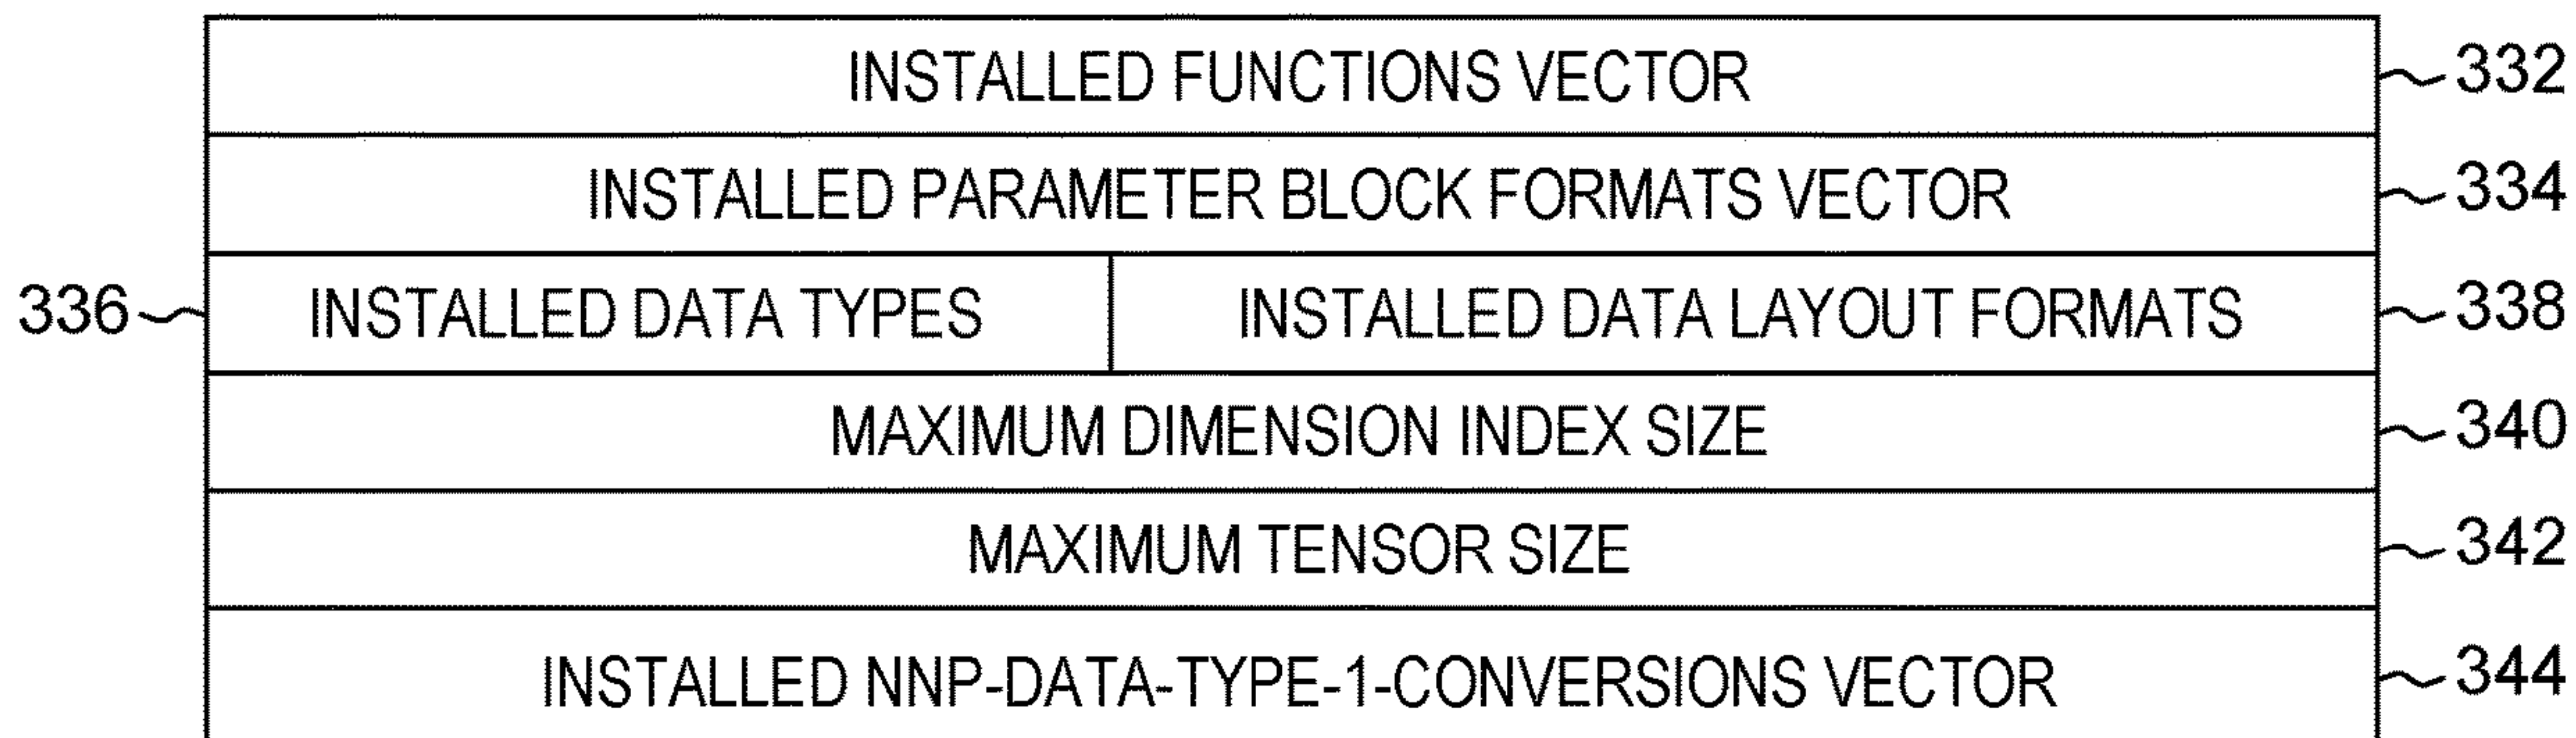 INSTALLED FUNCTIONS VECTOR 332
INSTALLED PARAMETER BLOCK FORMATS VECTOR 334
336 INSTALLED DATA TYPES INSTALLED DATA LAYOUT FORMATS 338
MAXIMUM DIMENSION INDEX SIZE 340
MAXIMUM TENSOR SIZE 342
INSTALLED NNP-DATA-TYPE-1-CONVERSIONS VECTOR 344